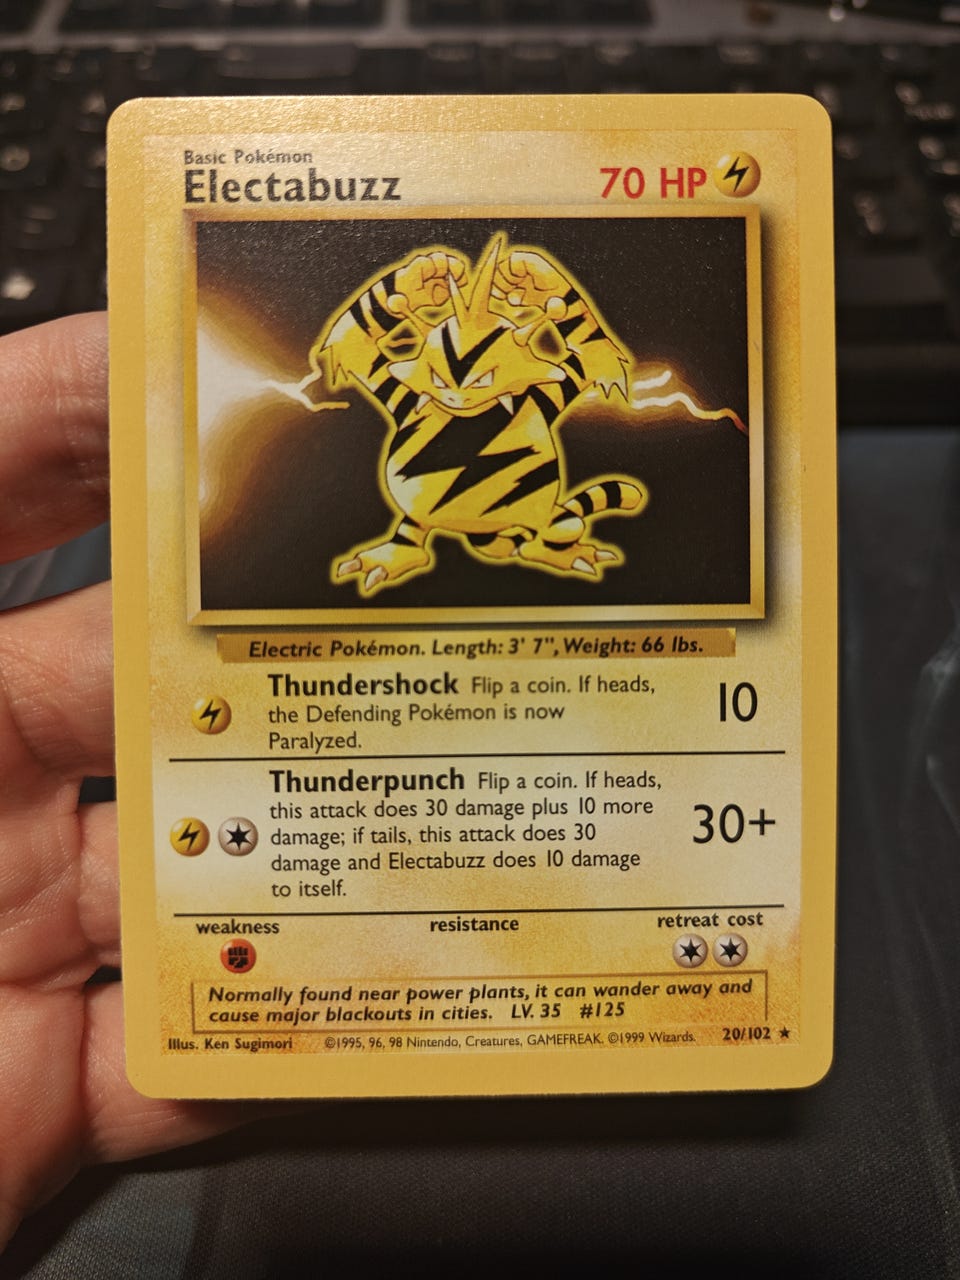 Basic Pokémon
Electabuzz
70 HP
Electric Pokémon. Length: 3' 7", Weight: 66 lbs.
Thundershock Flip a coin. If heads,
the Defending Pokémon is now
Paralyzed.
10
Thunderpunch Flip a coin. If heads,
this attack does 30 damage plus 10 more
damage; if tails, this attack does 30
damage and Electabuzz does 10 damage
to itself.
30+
weakness
resistance
retreat cost
Normally found near power plants, it can wander away and
cause major blackouts in cities. LV. 35 #125
Illus. Ken Sugimori ©1995, 96, 98 Nintendo, Creatures, GAMEFREAK. ©1999 Wizards. 20/102 ★